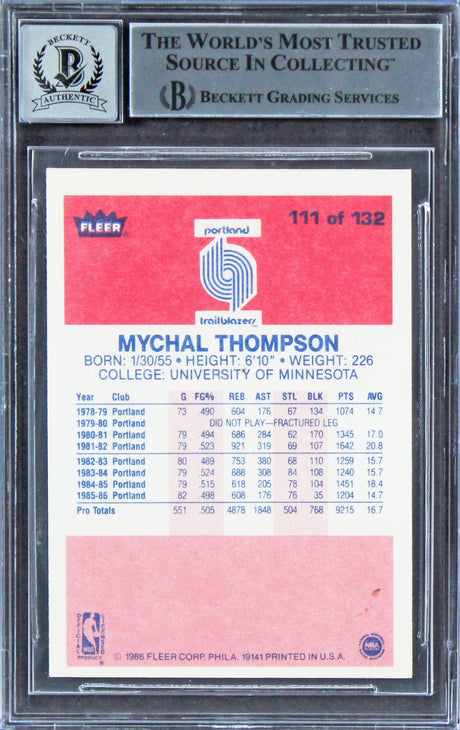 BECKETT
B
AUTHENTIC
THE WORLD'S MOST TRUSTED
SOURCE IN COLLECTING™
B BECKETT GRADING SERVICES
FLEER
111 of 132
portland
trailblazers
MYCHAL THOMPSON
BORN: 1/30/55 • HEIGHT: 6'10" • WEIGHT: 226
COLLEGE: UNIVERSITY OF MINNESOTA
Year Club G FG% REB AST STL BLK PTS AVG
1978-79 Portland 73 .490 604 176 67 134 1074 14.7
1979-80 Portland DID NOT PLAY—FRACTURED LEG
1980-81 Portland 79 .494 686 284 62 170 1345 17.0
1981-82 Portland 79 .523 921 319 69 107 1642 20.8
1982-83 Portland 80 .489 753 380 68 110 1259 15.7
1983-84 Portland 79 .524 688 308 84 108 1240 15.7
1984-85 Portland 79 .515 618 205 78 104 1451 18.4
1985-86 Portland 82 .498 608 176 76 35 1204 14.7
Pro Totals 551 .505 4878 1848 504 768 9215 16.7
OFFICIAL LICENSED
NBA
PRODUCT
© 1986 FLEER CORP. PHILA. 19141 PRINTED IN U.S.A.
NBA
PLAYERS